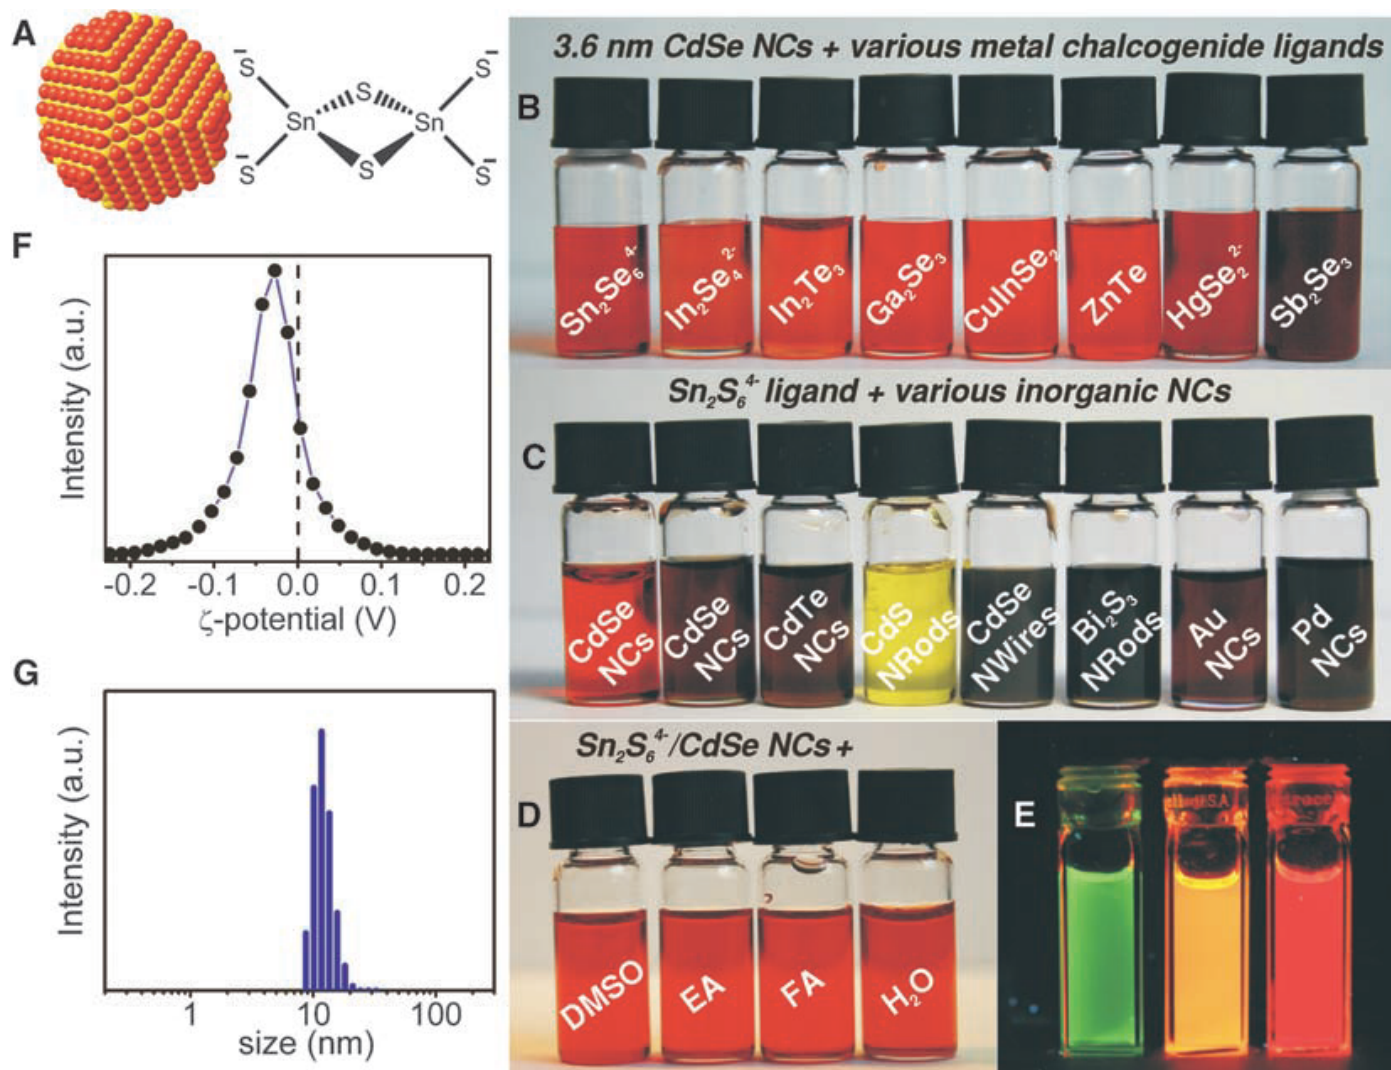 A
S⁻
S⁻
S
Sn
Sn
S
S⁻
S⁻
3.6 nm CdSe NCs + various metal chalcogenide ligands
B
Sn₂Se₆⁴⁻
In₂Se₄²⁻
In₂Te₃
Ga₂Se₃
CuInSe₂
ZnTe
HgSe₂²⁻
Sb₂Se₃
Sn₂S₆⁴⁻ ligand + various inorganic NCs
C
CdSe
NCs
CdSe
NCs
CdTe
NCs
CdS
NRods
CdSe
NWires
Bi₂S₃
NRods
Au
NCs
Pd
NCs
Sn₂S₆⁴⁻/CdSe NCs +
D
DMSO
EA
FA
H₂O
E
F
Intensity (a.u.)
-0.2
-0.1
0.0
0.1
0.2
ζ-potential (V)
G
Intensity (a.u.)
1
10
100
size (nm)